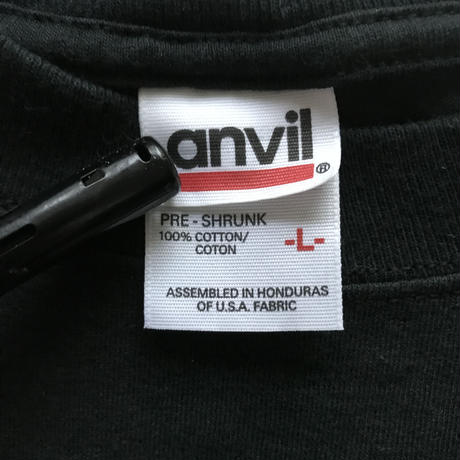 anvil®
PRE - SHRUNK
100% COTTON/
COTON
-L-
ASSEMBLED IN HONDURAS
OF U.S.A. FABRIC